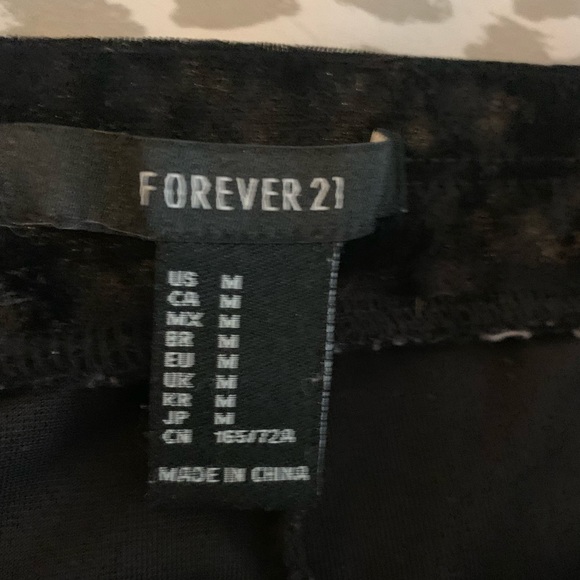 FOREVER 21
US M
CA M
MX M
BR M
EU M
UK M
KR M
JP M
CN 165/72A
MADE IN CHINA